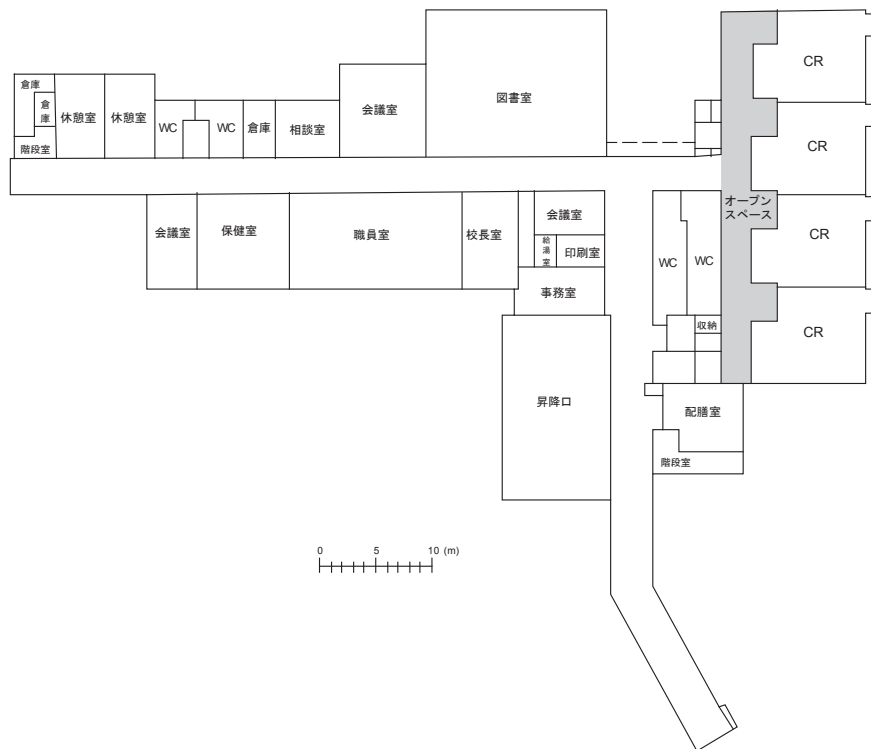 倉庫
倉
庫
階段室
休憩室
休憩室
WC
WC
倉庫
相談室
会議室
図書室
CR
CR
オープン
スペース
CR
CR
会議室
保健室
職員室
校長室
会議室
給
湯
室
印刷室
事務室
WC
WC
収納
昇降口
配膳室
階段室
0 5 10 (m)